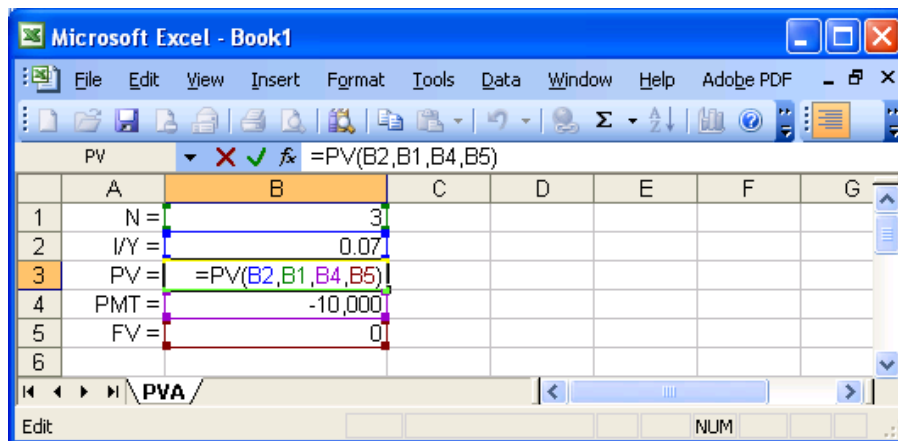 Microsoft Excel - Book1
File Edit View Insert Format Tools Data Window Help Adobe PDF
Σ
PV fx =PV(B2,B1,B4,B5)
A B C D E F G
1 N = 3
2 I/Y = 0.07
3 PV = =PV(B2,B1,B4,B5)
4 PMT = -10,000
5 FV = 0
6
PVA
Edit NUM